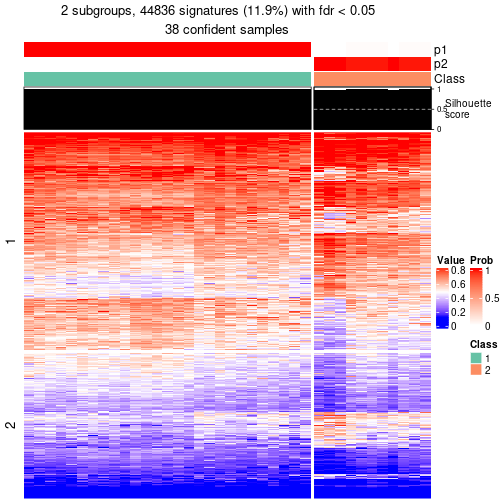 2 subgroups, 44836 signatures (11.9%) with fdr < 0.05
38 confident samples
p1
p2
Class
1
0.5
0
Silhouette
score
1
2
Value
0.8
0.6
0.4
0.2
0
Prob
1
0.5
0
Class
1
2